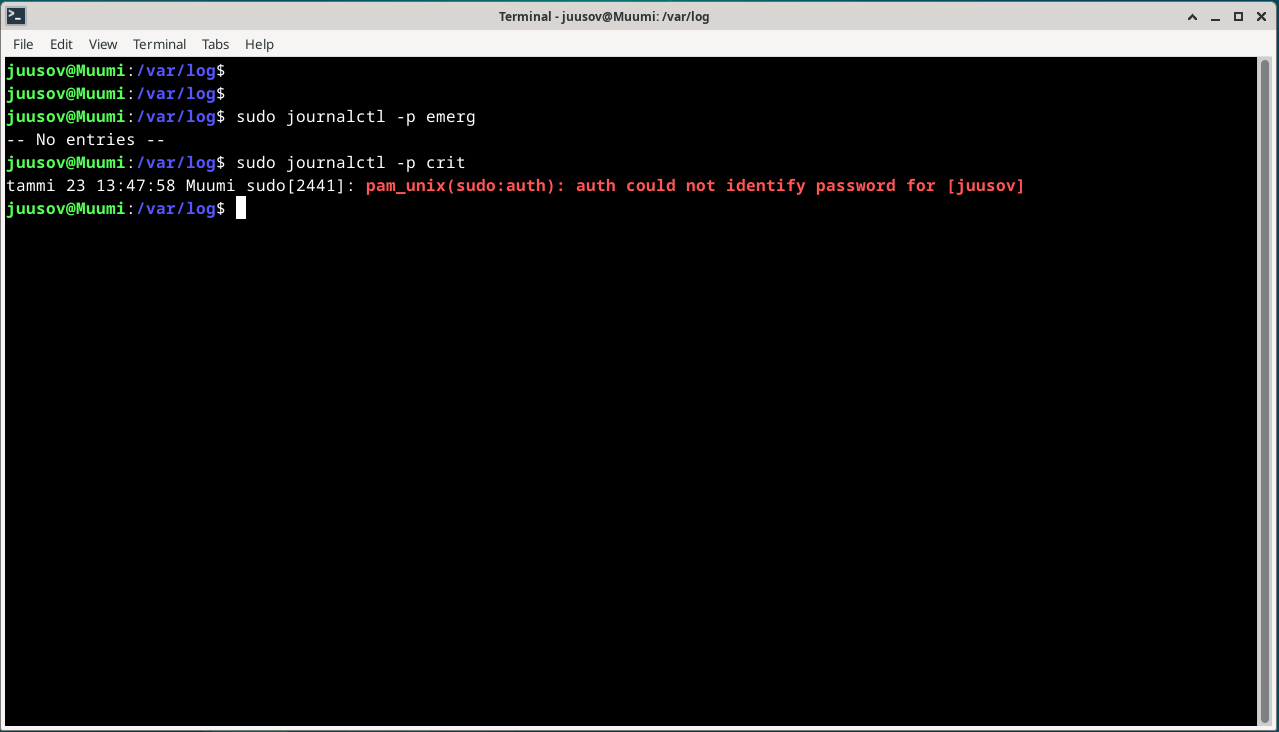 Terminal - juusov@Muumi: /var/log
File Edit View Terminal Tabs Help
juusov@Muumi:/var/log$
juusov@Muumi:/var/log$
juusov@Muumi:/var/log$ sudo journalctl -p emerg
-- No entries --
juusov@Muumi:/var/log$ sudo journalctl -p crit
tammi 23 13:47:58 Muumi sudo[2441]: pam_unix(sudo:auth): auth could not identify password for [juusov]
juusov@Muumi:/var/log$